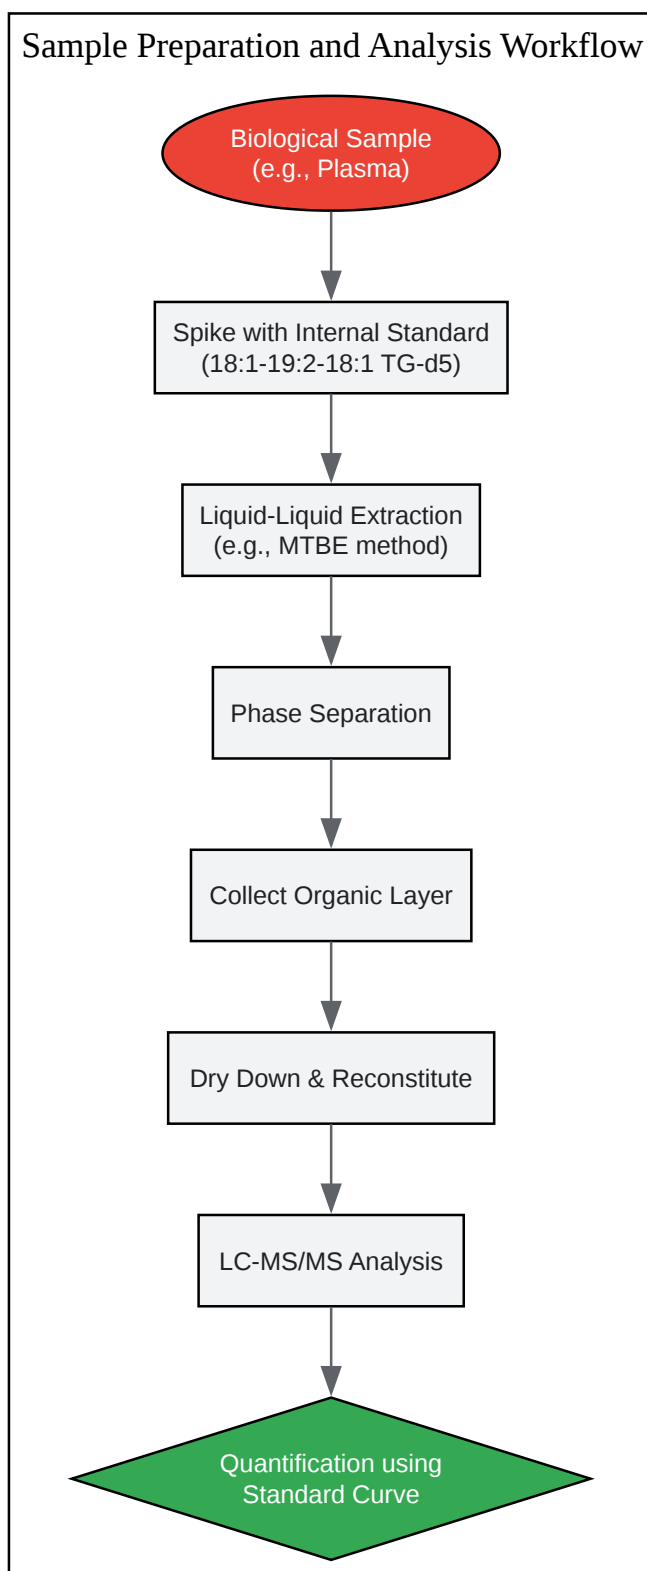 Sample Preparation and Analysis Workflow
Biological Sample
(e.g., Plasma)
Spike with Internal Standard
(18:1-19:2-18:1 TG-d5)
Liquid-Liquid Extraction
(e.g., MTBE method)
Phase Separation
Collect Organic Layer
Dry Down & Reconstitute
LC-MS/MS Analysis
Quantification using
Standard Curve